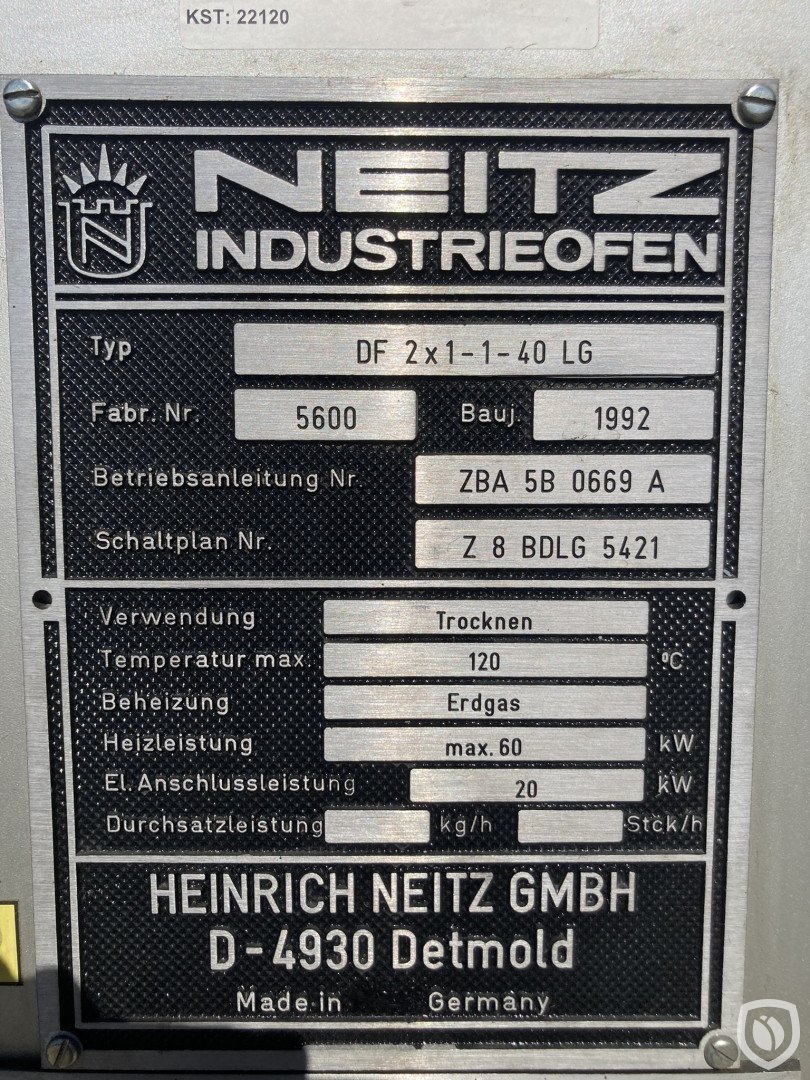 KST: 22120
N
NEITZ
INDUSTRIEOFEN
Typ DF 2x1-1-40 LG
Fabr. Nr. 5600 Bauj. 1992
Betriebsanleitung Nr ZBA 5B 0669 A
Schaltplan Nr. Z 8 BDLG 5421
Verwendung Trocknen
Temperatur max. 120 °C
Beheizung Erdgas
Heizleistung max. 60 kW
El. Anschlussleistung 20 kW
Durchsatzleistung kg/h Stck/h
HEINRICH NEITZ GMBH
D-4930 Detmold
Made in Germany